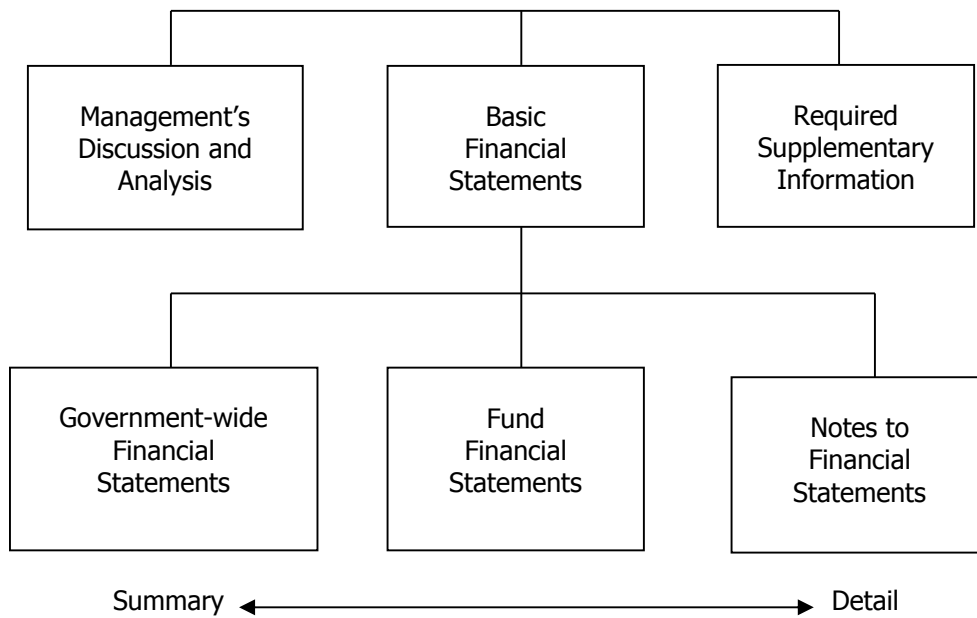 Management’s
Discussion and
Analysis
Basic
Financial
Statements
Required
Supplementary
Information
Government-wide
Financial
Statements
Fund
Financial
Statements
Notes to
Financial
Statements
Summary
Detail